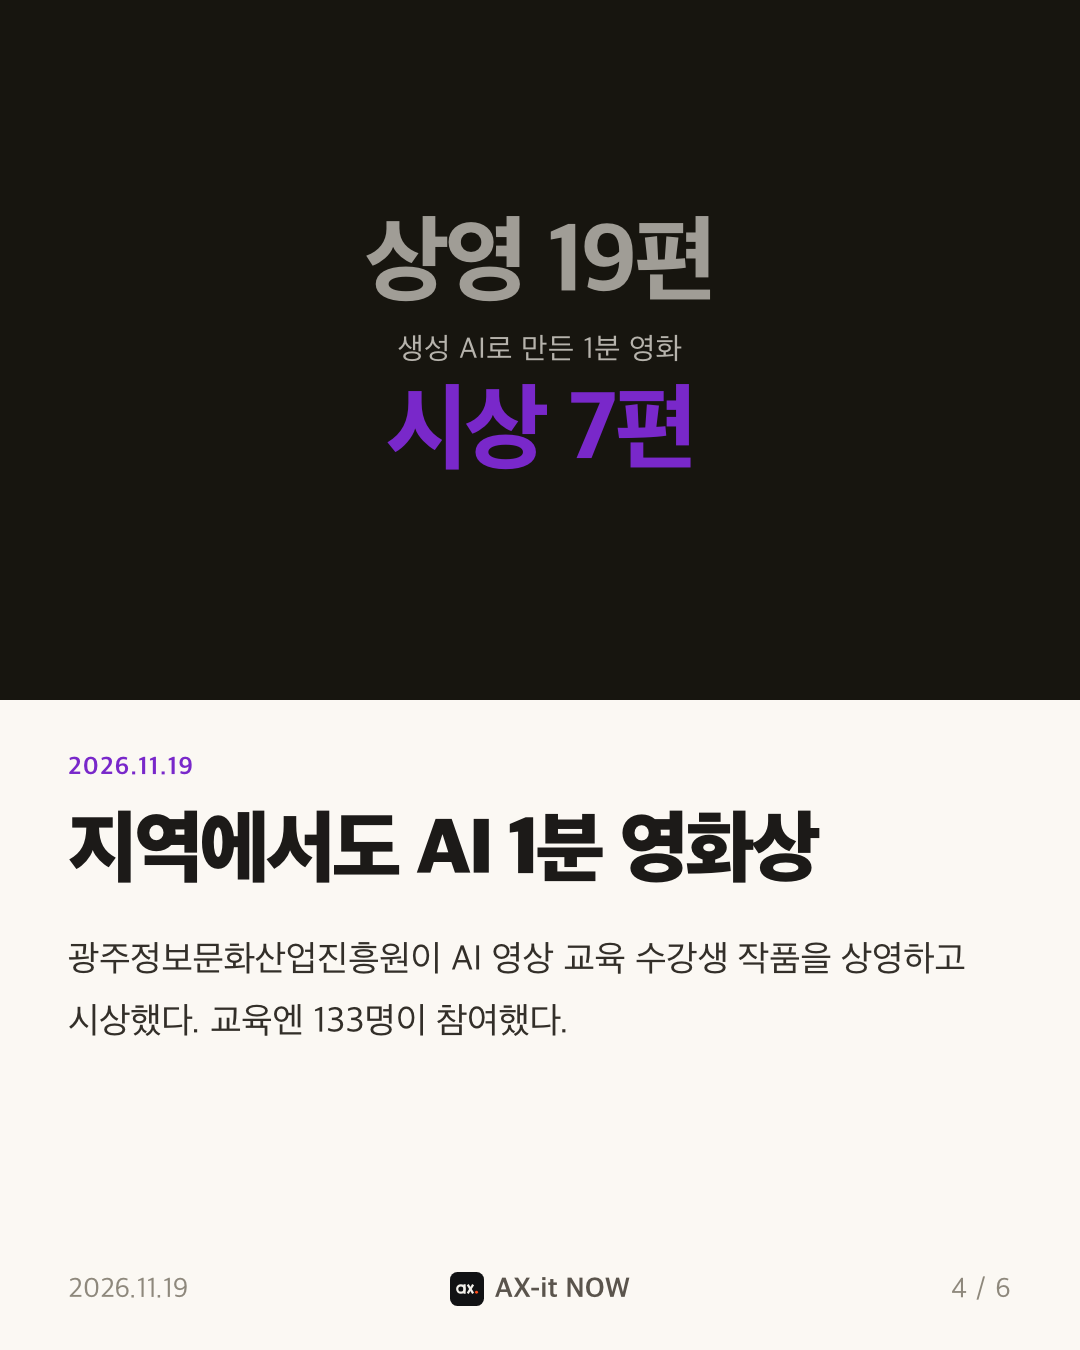 상영 19편
생성 AI로 만든 1분 영화
시상 7편
2026.11.19
지역에서도 AI 1분 영화상
광주정보문화산업진흥원이 AI 영상 교육 수강생 작품을 상영하고
시상했다. 교육엔 133명이 참여했다.
2026.11.19
ax. AX-it NOW
4 / 6